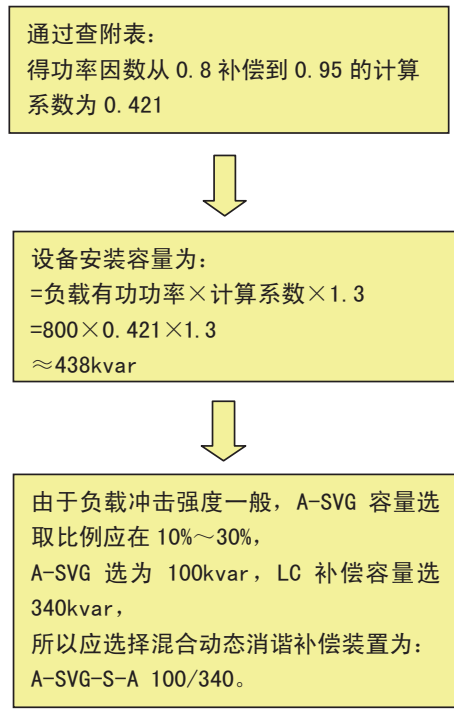 通过查附表：
得功率因数从 0.8 补偿到 0.95 的计算
系数为 0.421
设备安装容量为：
=负载有功功率×计算系数×1.3
=800×0.421×1.3
≈438kvar
由于负载冲击强度一般，A-SVG 容量选
取比例应在 10%～30%，
A-SVG 选为 100kvar，LC 补偿容量选
340kvar，
所以应选择混合动态消谐补偿装置为：
A-SVG-S-A 100/340。